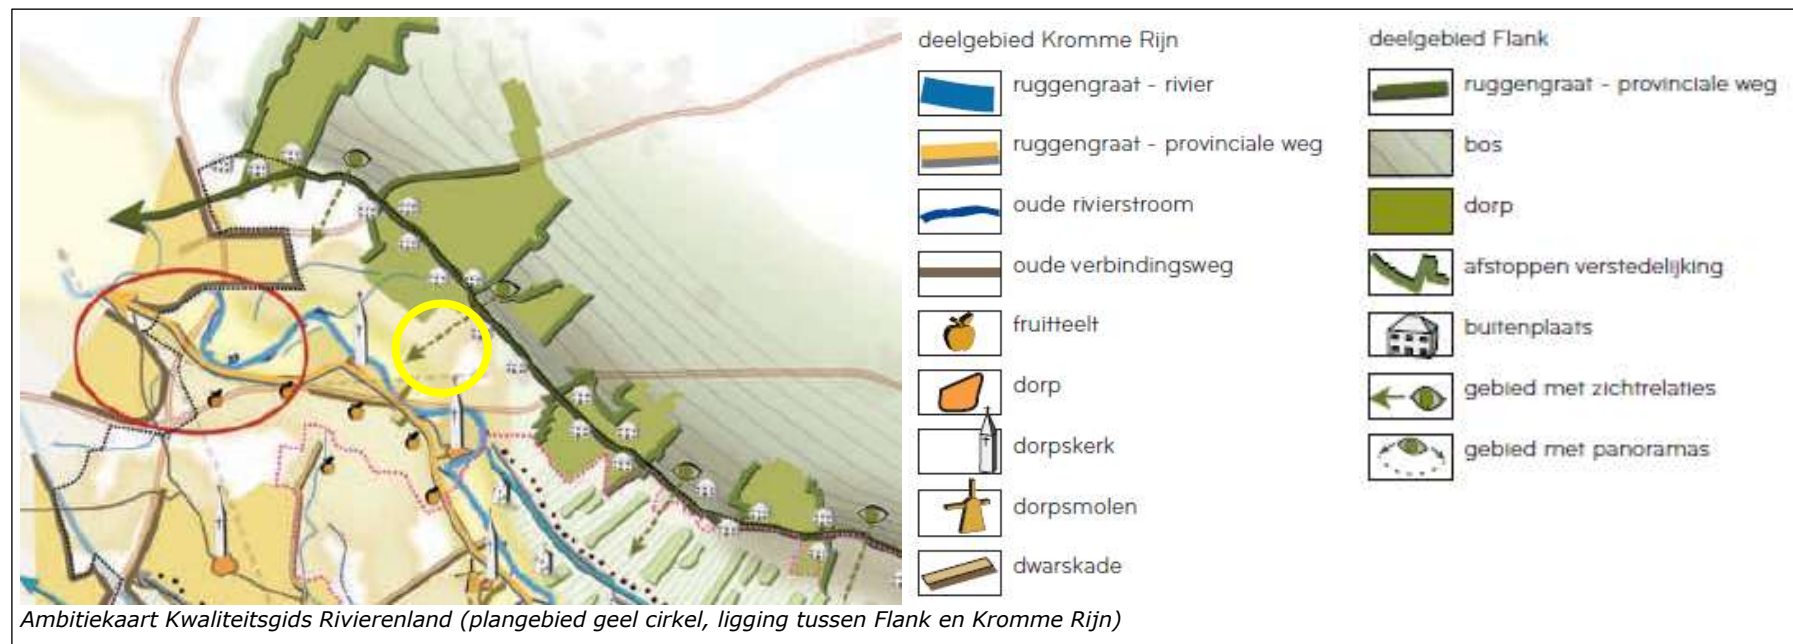 deelgebied Kromme Rijn
ruggengraat - rivier
ruggengraat - provinciale weg
oude rivierstroom
oude verbindingsweg
fruitteelt
dorp
dorpskerk
dorpsmolen
dwarskade
deelgebied Flank
ruggengraat - provinciale weg
bos
dorp
afstoppen verstedelijking
buitenplaats
gebied met zichtrelaties
gebied met panoramas
Ambitiekaart Kwaliteitsgids Rivierenland (plangebied geel cirkel, ligging tussen Flank en Kromme Rijn)